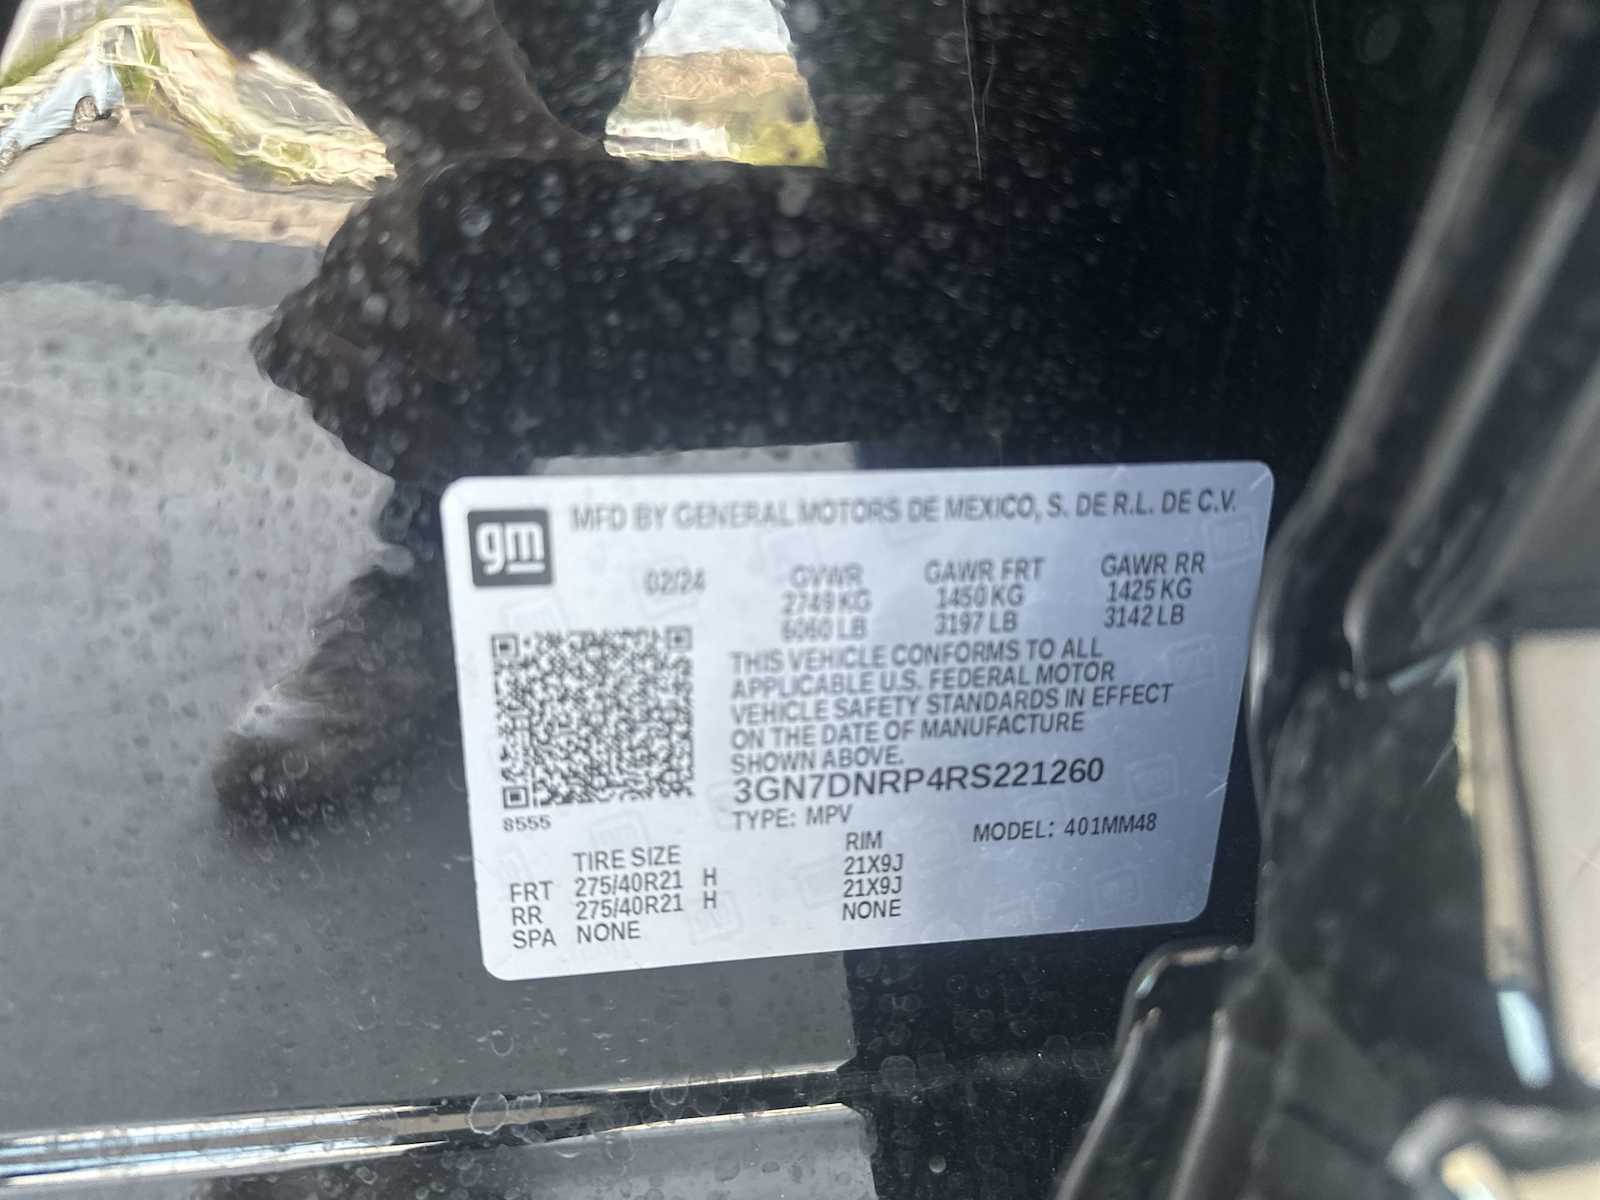 gm
MFD BY GENERAL MOTORS DE MEXICO, S. DE R.L. DE C.V.
02/24 GVWR GAWR FRT GAWR RR
2749 KG 1450 KG 1425 KG
6060 LB 3197 LB 3142 LB
THIS VEHICLE CONFORMS TO ALL
APPLICABLE U.S. FEDERAL MOTOR
VEHICLE SAFETY STANDARDS IN EFFECT
ON THE DATE OF MANUFACTURE
SHOWN ABOVE.
3GN7DNRP4RS221260
8555
TYPE: MPV MODEL: 401MM48
TIRE SIZE RIM
FRT 275/40R21 H 21X9J
RR 275/40R21 H 21X9J
SPA NONE NONE